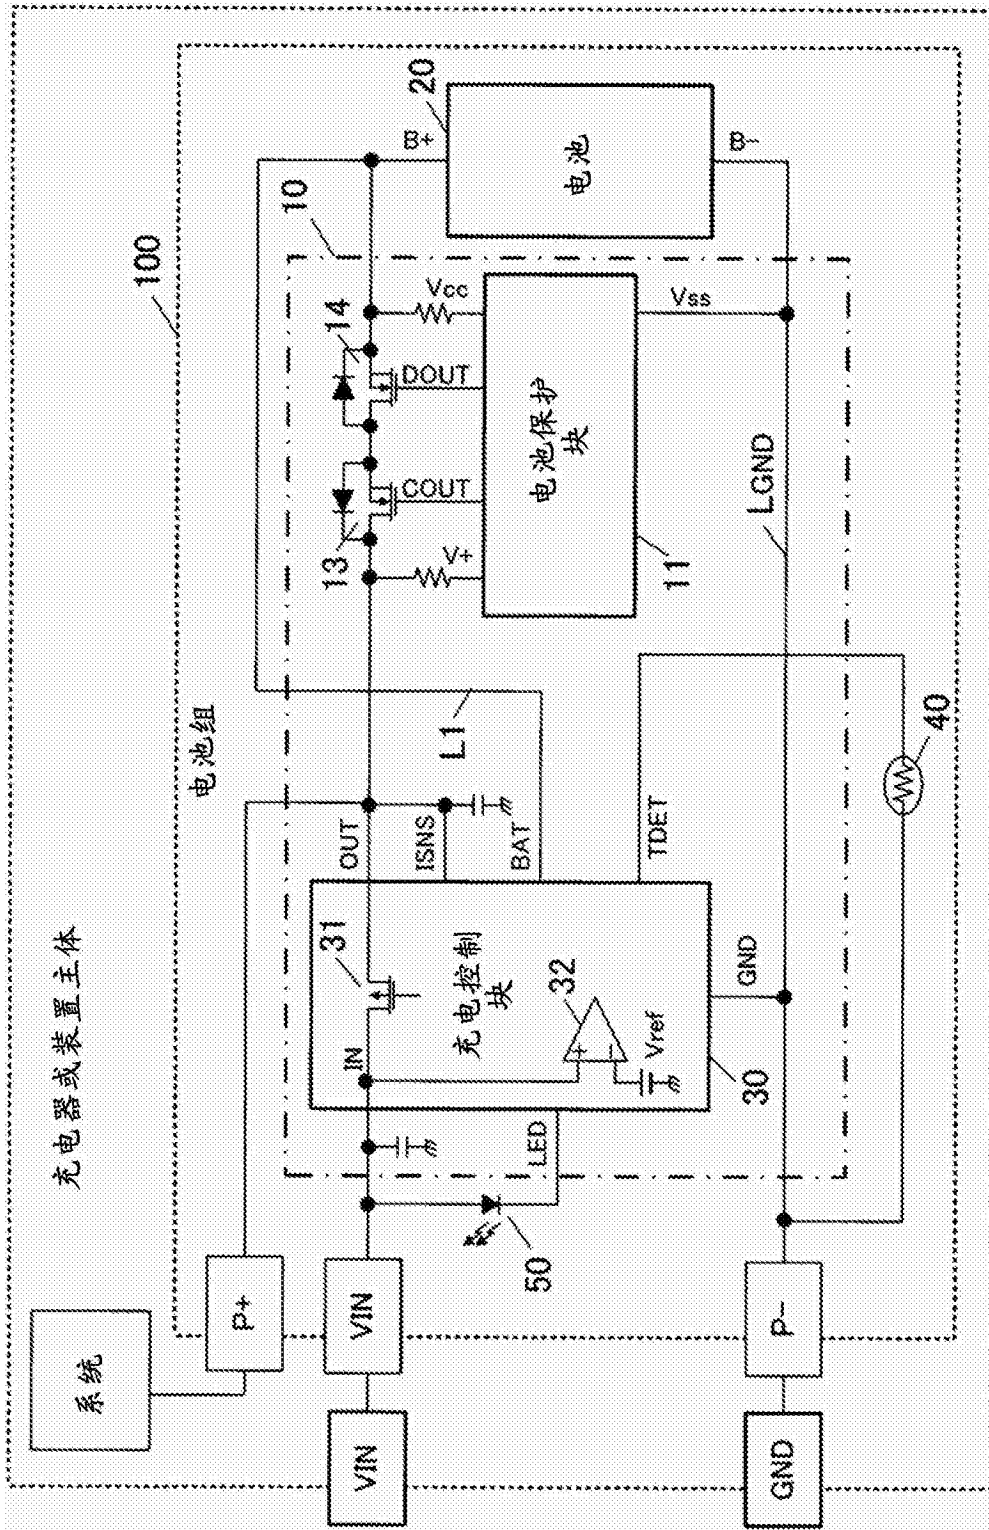 充电器或装置主体
系统
100
电池组
P+
VIN
VIN
P−
GND
10
20
电池
B+
B−
13
14
V+
COUT
DOUT
Vcc
Vss
电池保护
块
11
LGND
L1
OUT
ISNS
BAT
TDET
40
31
IN
充电控制
块
32
+
−
Vref
GND
30
LED
50